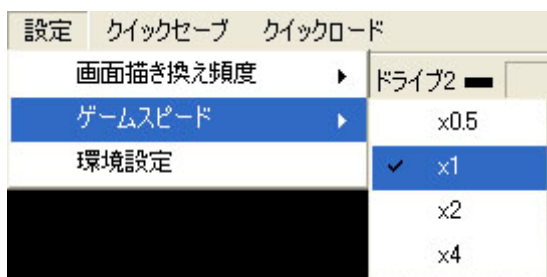 設定 クイックセーブ クイックロード
画面描き換え頻度
ドライブ2
ゲームスピード
x0.5
環境設定
x1
x2
x4